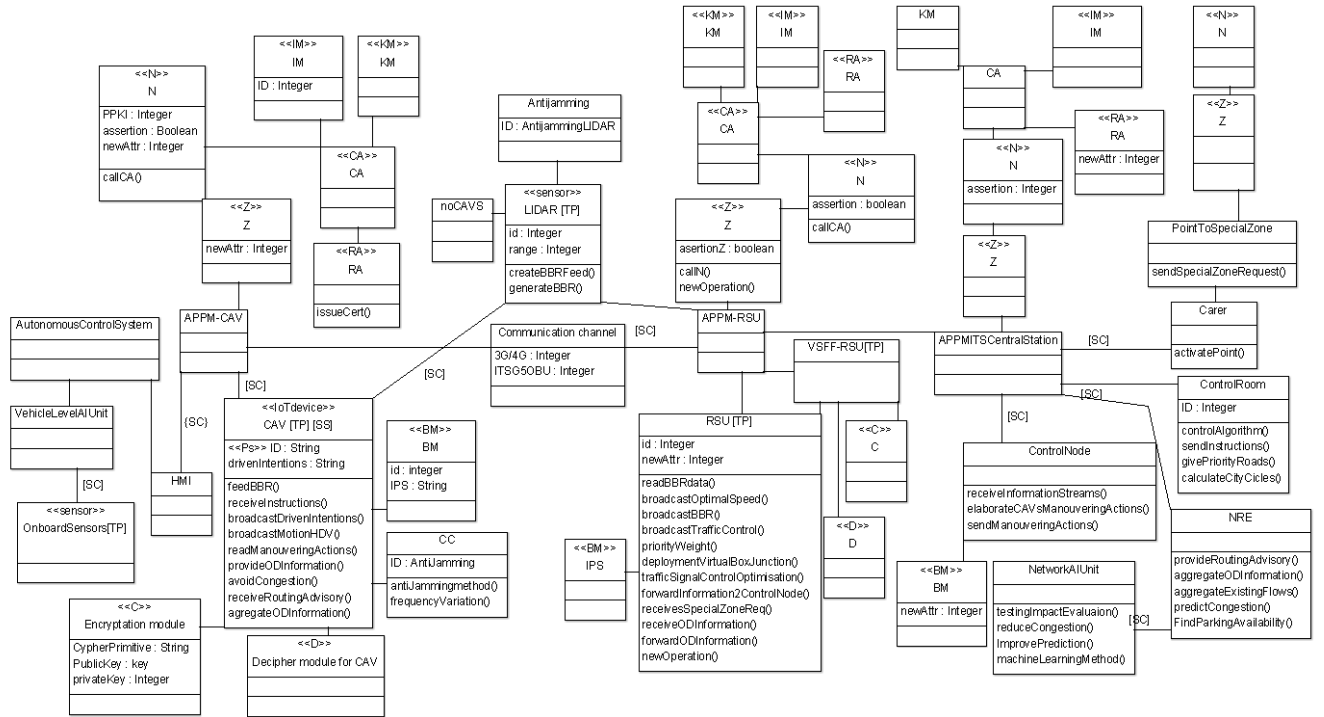 <<N>>
N
PPKI : Integer
assertion : Boolean
newAttr : Integer
callCA()
<<IM>>
IM
ID : Integer
<<KM>>
KM
<<CA>>
CA
<<Z>>
Z
newAttr : Integer
<<RA>>
RA
issueCert()
Antijamming
ID : AntijammingLIDAR
<<sensor>>
LIDAR [TP]
id : Integer
range : Integer
createBBRFeed()
generateBBR()
noCAVS
<<KM>>
KM
<<IM>>
IM
<<RA>>
RA
<<CA>>
CA
<<N>>
N
assertion : boolean
callCA()
<<Z>>
Z
asertionZ : boolean
callN()
newOperation()
KM
<<IM>>
IM
CA
<<RA>>
RA
newAttr : Integer
<<N>>
N
assertion : Integer
<<Z>>
Z
<<N>>
N
<<Z>>
Z
PointToSpecialZone
sendSpecialZoneRequest()
Carer
activatePoint()
AutonomousControlSystem
APPM-CAV
Communication channel
3G/4G : Integer
ITSG5OBU : Integer
[SC]
APPM-RSU
VSFF-RSU[TP]
APPMITSCentralStation
[SC]
[SC]
[SC]
{SC}
[SC]
[SC]
[SC]
VehicleLevelAIUnit
<<sensor>>
OnboardSensors[TP]
HMI
<<IoTdevice>>
CAV [TP] [SS]
<<Ps>> ID : String
drivenIntentions : String
feedBBR()
receiveInstructions()
broadcastDrivenIntentions()
broadcastMotionHDV()
readManouveringActions()
provideODInformation()
avoidCongestion()
receiveRoutingAdvisory()
agregateODInformation()
<<BM>>
BM
id : integer
IPS : String
CC
ID : AntiJamming
antiJammingmethod()
frequencyVariation()
<<C>>
Encryptation module
CypherPrimitive : String
PublicKey : key
privateKey : Integer
<<D>>
Decipher module for CAV
<<BM>>
IPS
RSU [TP]
id : Integer
newAttr : Integer
readBBRdata()
broadcastOptimalSpeed()
broadcastBBR()
broadcastTrafficControl()
priorityWeight()
deploymentVirtualBoxJunction()
trafficSignalControlOptimisation()
forwardInformation2ControlNode()
receivesSpecialZoneReq()
receiveODInformation()
forwardODInformation()
newOperation()
<<C>>
C
<<D>>
D
ControlRoom
ID : Integer
controlAlgorithm()
sendInstructions()
givePriorityRoads()
calculateCityCicles()
ControlNode
receiveInformationStreams()
elaborateCAVsManouveringActions()
sendManouveringActions()
<<BM>>
BM
newAttr : Integer
NetworkAIUnit
testingImpactEvaluaion()
reduceCongestion()
ImprovePrediction()
machineLearningMethod()
[SC]
NRE
provideRoutingAdvisory()
aggregateODInformation()
aggregateExistingFlows()
predictCongestion()
FindParkingAvailability()